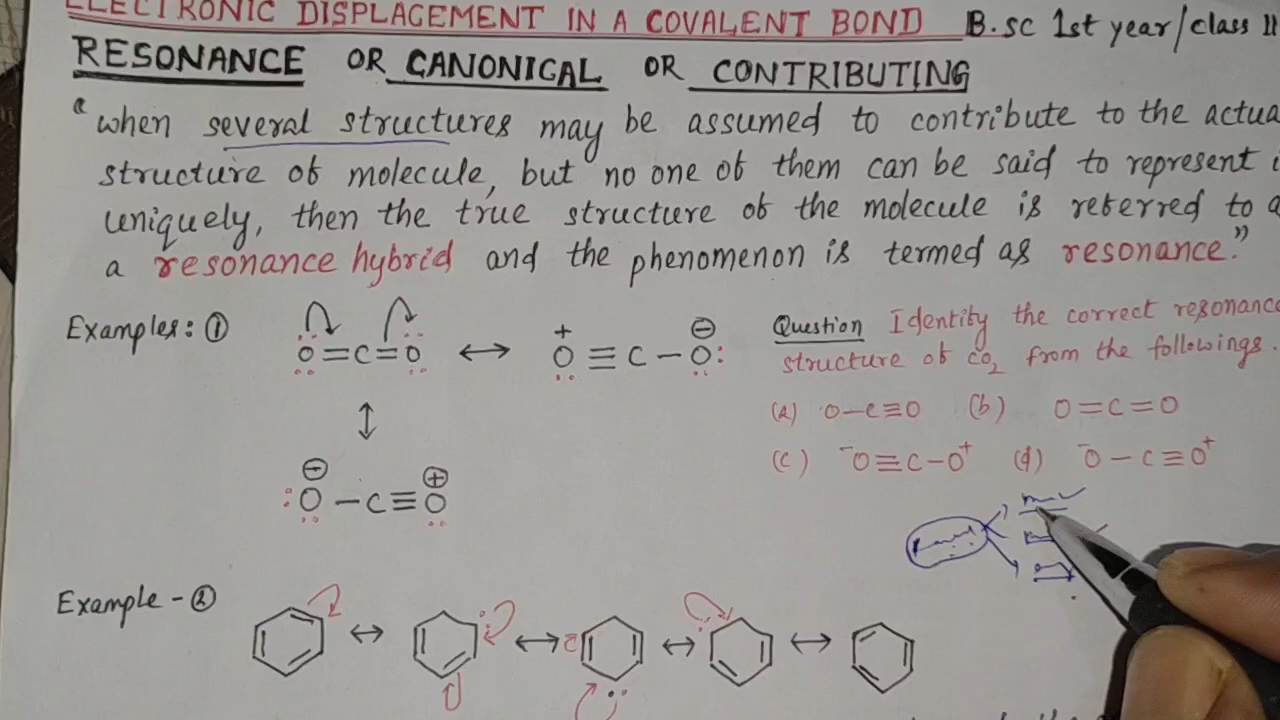 ELECTRONIC DISPLACEMENT IN A COVALENT BOND B.sc 1st year/class 11
RESONANCE OR CANONICAL OR CONTRIBUTING
"when several structures may be assumed to contribute to the actua
structure of molecule, but no one of them can be said to represent i
uniquely, then the true structure of the molecule is referred to a
a resonance hybrid and the phenomenon is termed as resonance."
Examples: ①
O=C=O ↔ O≡C-O:
+ ⊖
:O-C≡O
⊖ ⊕
Question Identity the correct resonance
structure of co₂ from the followings.
(a) O-C≡O (b) O=C=O
(c) ⁻O≡C-O⁺ (d) ⁻O-C≡O⁺
Example-②